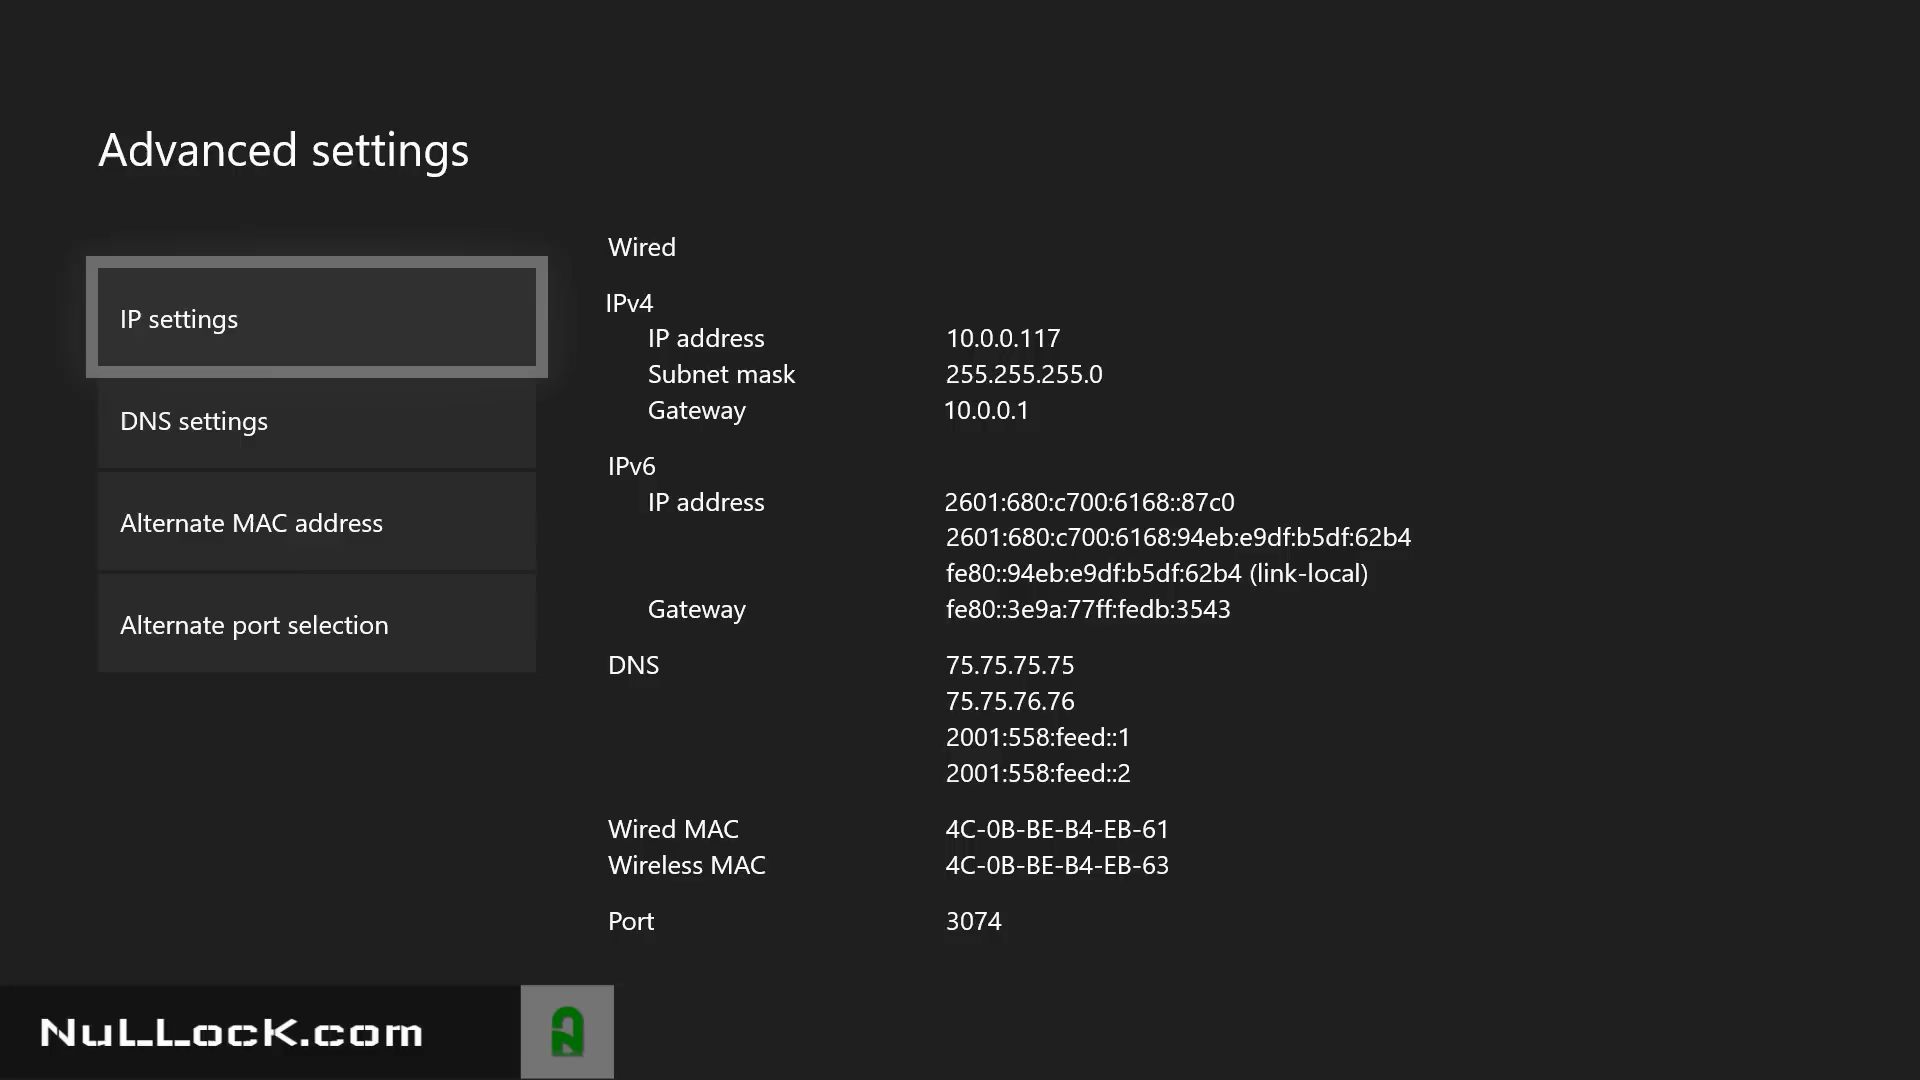 Advanced settings
IP settings
DNS settings
Alternate MAC address
Alternate port selection
Wired
IPv4
IP address 10.0.0.117
Subnet mask 255.255.255.0
Gateway 10.0.0.1
IPv6
IP address 2601:680:c700:6168::87c0
2601:680:c700:6168:94eb:e9df:b5df:62b4
fe80::94eb:e9df:b5df:62b4 (link-local)
Gateway fe80::3e9a:77ff:fedb:3543
DNS 75.75.75.75
75.75.76.76
2001:558:feed::1
2001:558:feed::2
Wired MAC 4C-0B-BE-B4-EB-61
Wireless MAC 4C-0B-BE-B4-EB-63
Port 3074
NuLLocK.com